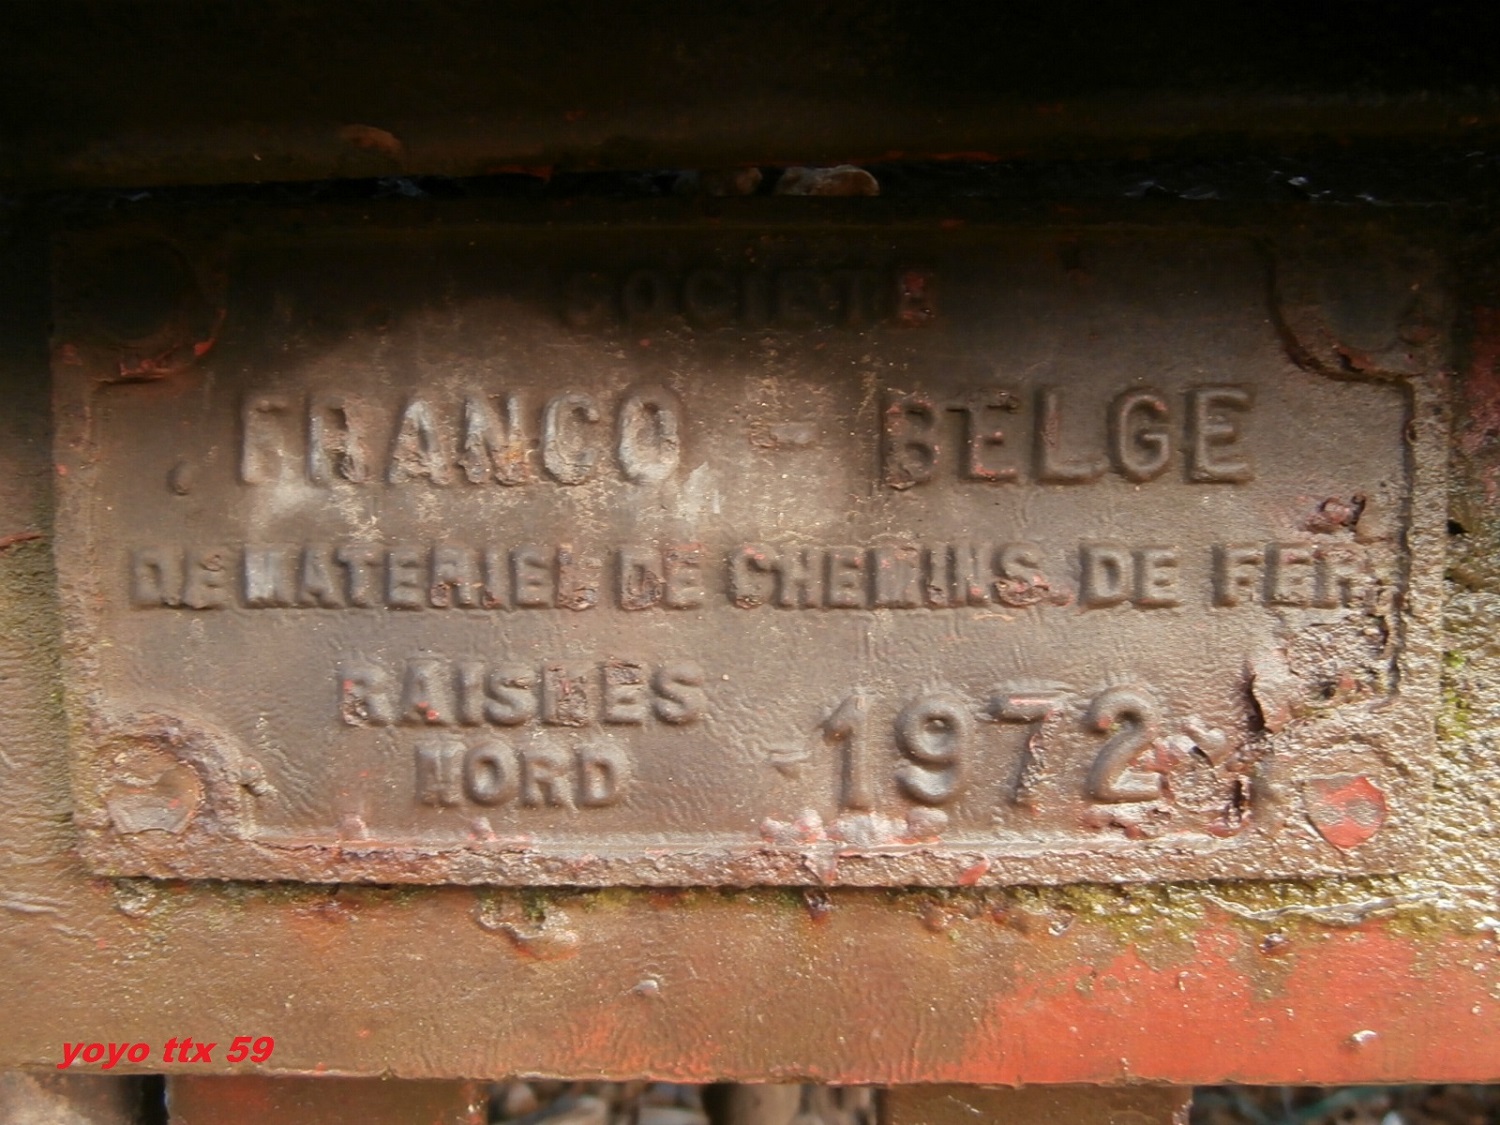 SOCIETE
FRANCO - BELGE
DE MATERIEL DE CHEMINS DE FER
RAISMES
NORD
- 1972
yoyo ttx 59